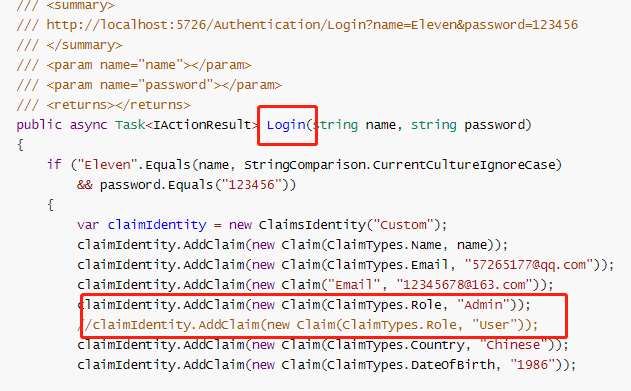 /// <summary>
/// http://localhost:5726/Authentication/Login?name=Eleven&password=123456
/// </summary>
/// <param name="name"></param>
/// <param name="password"></param>
/// <returns></returns>
public async Task<IActionResult> Login(string name, string password)
{
if ("Eleven".Equals(name, StringComparison.CurrentCultureIgnoreCase)
&& password.Equals("123456"))
{
var claimIdentity = new ClaimsIdentity("Custom");
claimIdentity.AddClaim(new Claim(ClaimTypes.Name, name));
claimIdentity.AddClaim(new Claim(ClaimTypes.Email, "57265177@qq.com"));
claimIdentity.AddClaim(new Claim("Email", "12345678@163.com"));
claimIdentity.AddClaim(new Claim(ClaimTypes.Role, "Admin"));
//claimIdentity.AddClaim(new Claim(ClaimTypes.Role, "User"));
claimIdentity.AddClaim(new Claim(ClaimTypes.Country, "Chinese"));
claimIdentity.AddClaim(new Claim(ClaimTypes.DateOfBirth, "1986"));